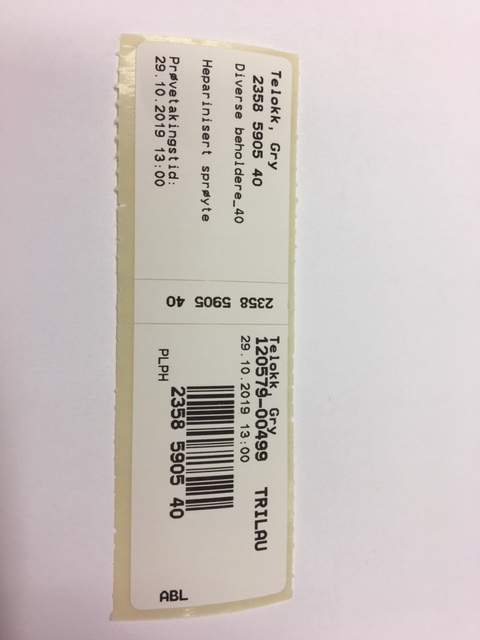 Telokk, Gry
2358 5905 40
Diverse beholdere_40
Heparinisert sprøyte
Prøvetakingstid:
29.10.2019 13:00
2358 5905 40
Telokk, Gry
120579-00499 TRILAU
29.10.2019 13:00
2358 5905 40
PLPH
ABL